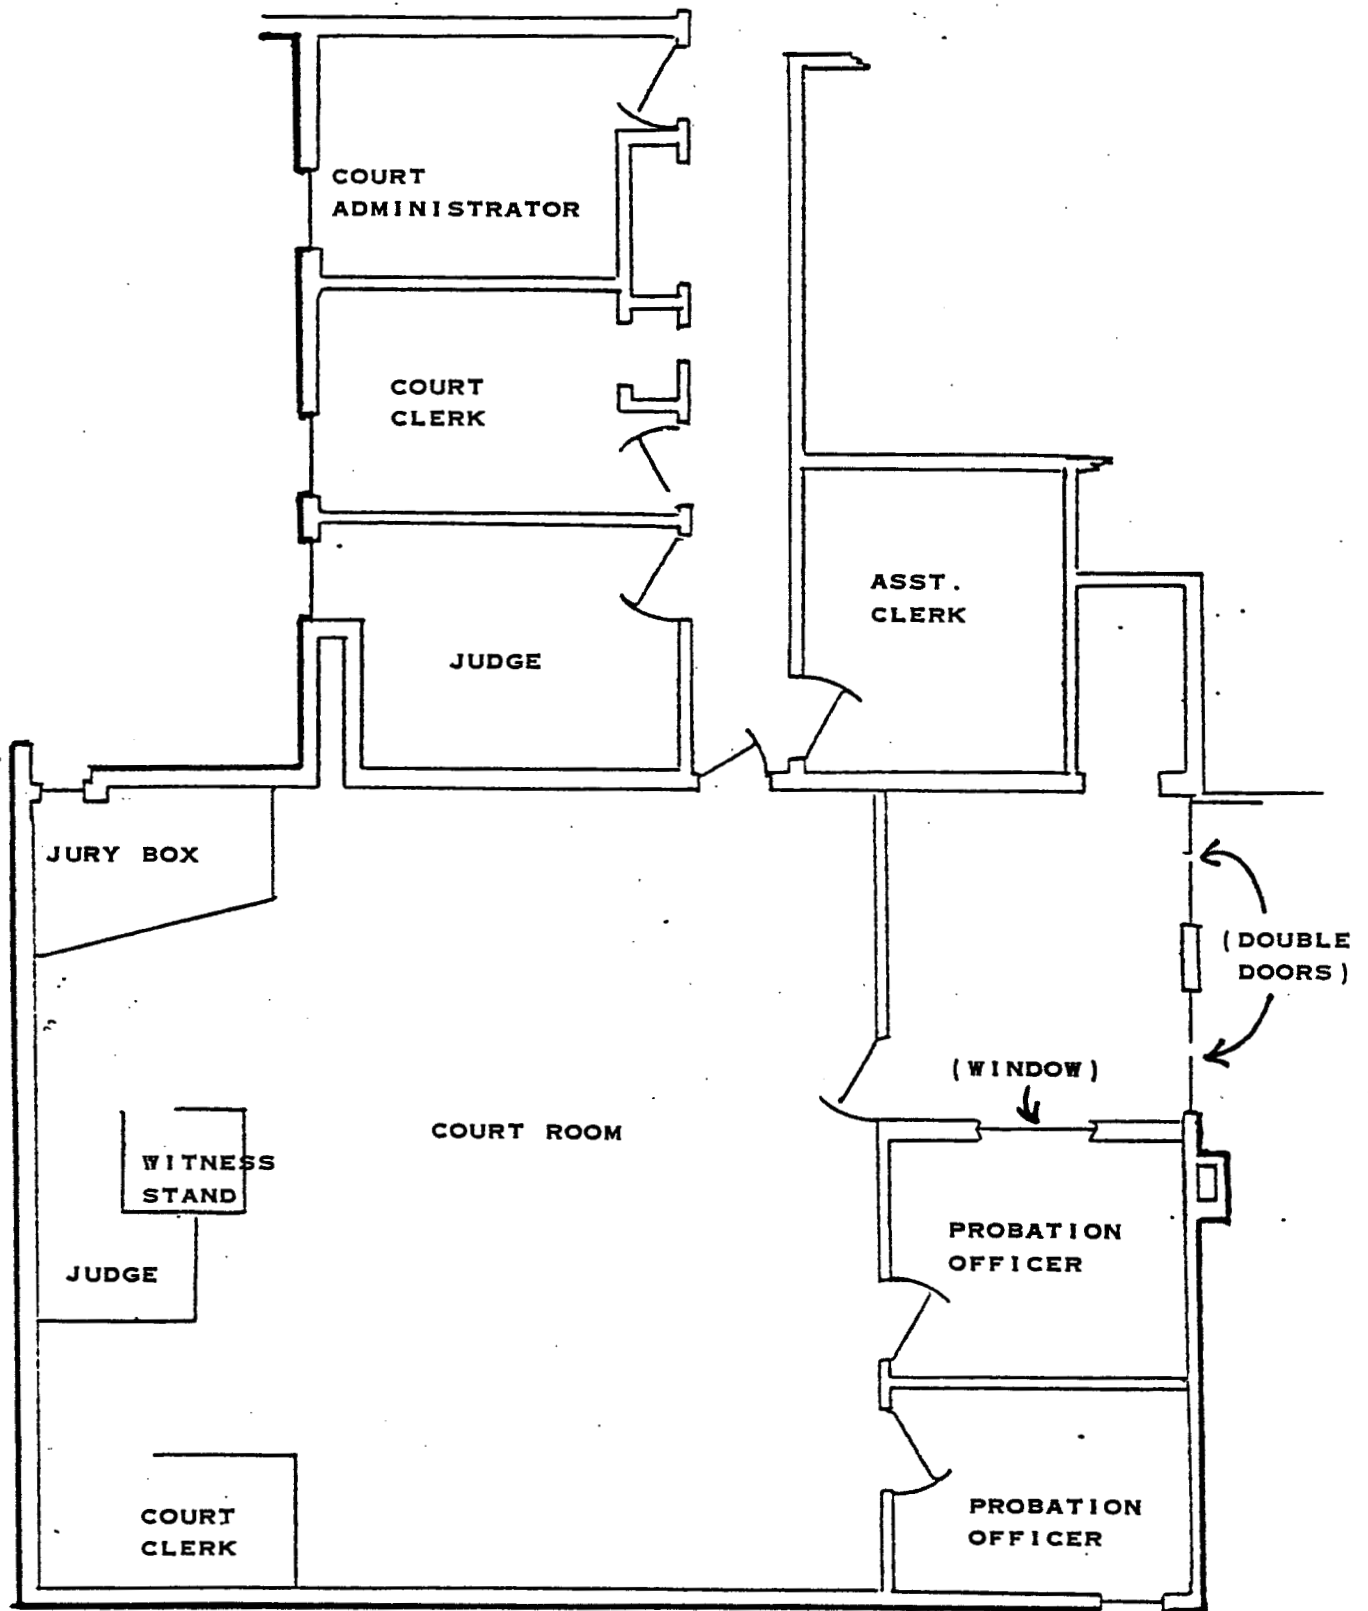 COURT
ADMINISTRATOR
COURT
CLERK
ASST.
CLERK
JUDGE
JURY BOX
(DOUBLE
DOORS)
(WINDOW)
COURT ROOM
WITNESS
STAND
PROBATION
OFFICER
JUDGE
PROBATION
OFFICER
COURT
CLERK